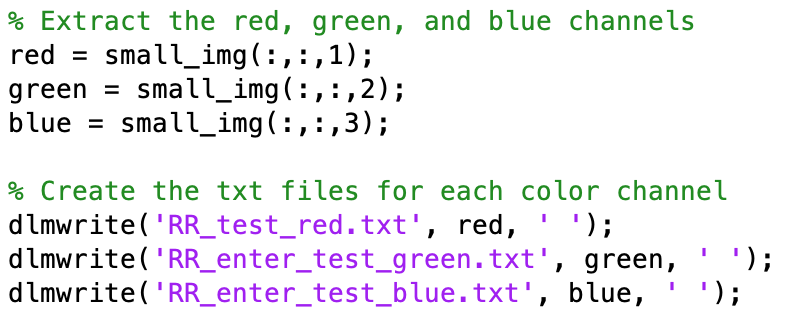 % Extract the red, green, and blue channels
red = small_img(:,:,1);
green = small_img(:,:,2);
blue = small_img(:,:,3);
% Create the txt files for each color channel
dlmwrite('RR_test_red.txt', red, ' ');
dlmwrite('RR_enter_test_green.txt', green, ' ');
dlmwrite('RR_enter_test_blue.txt', blue, ' ');